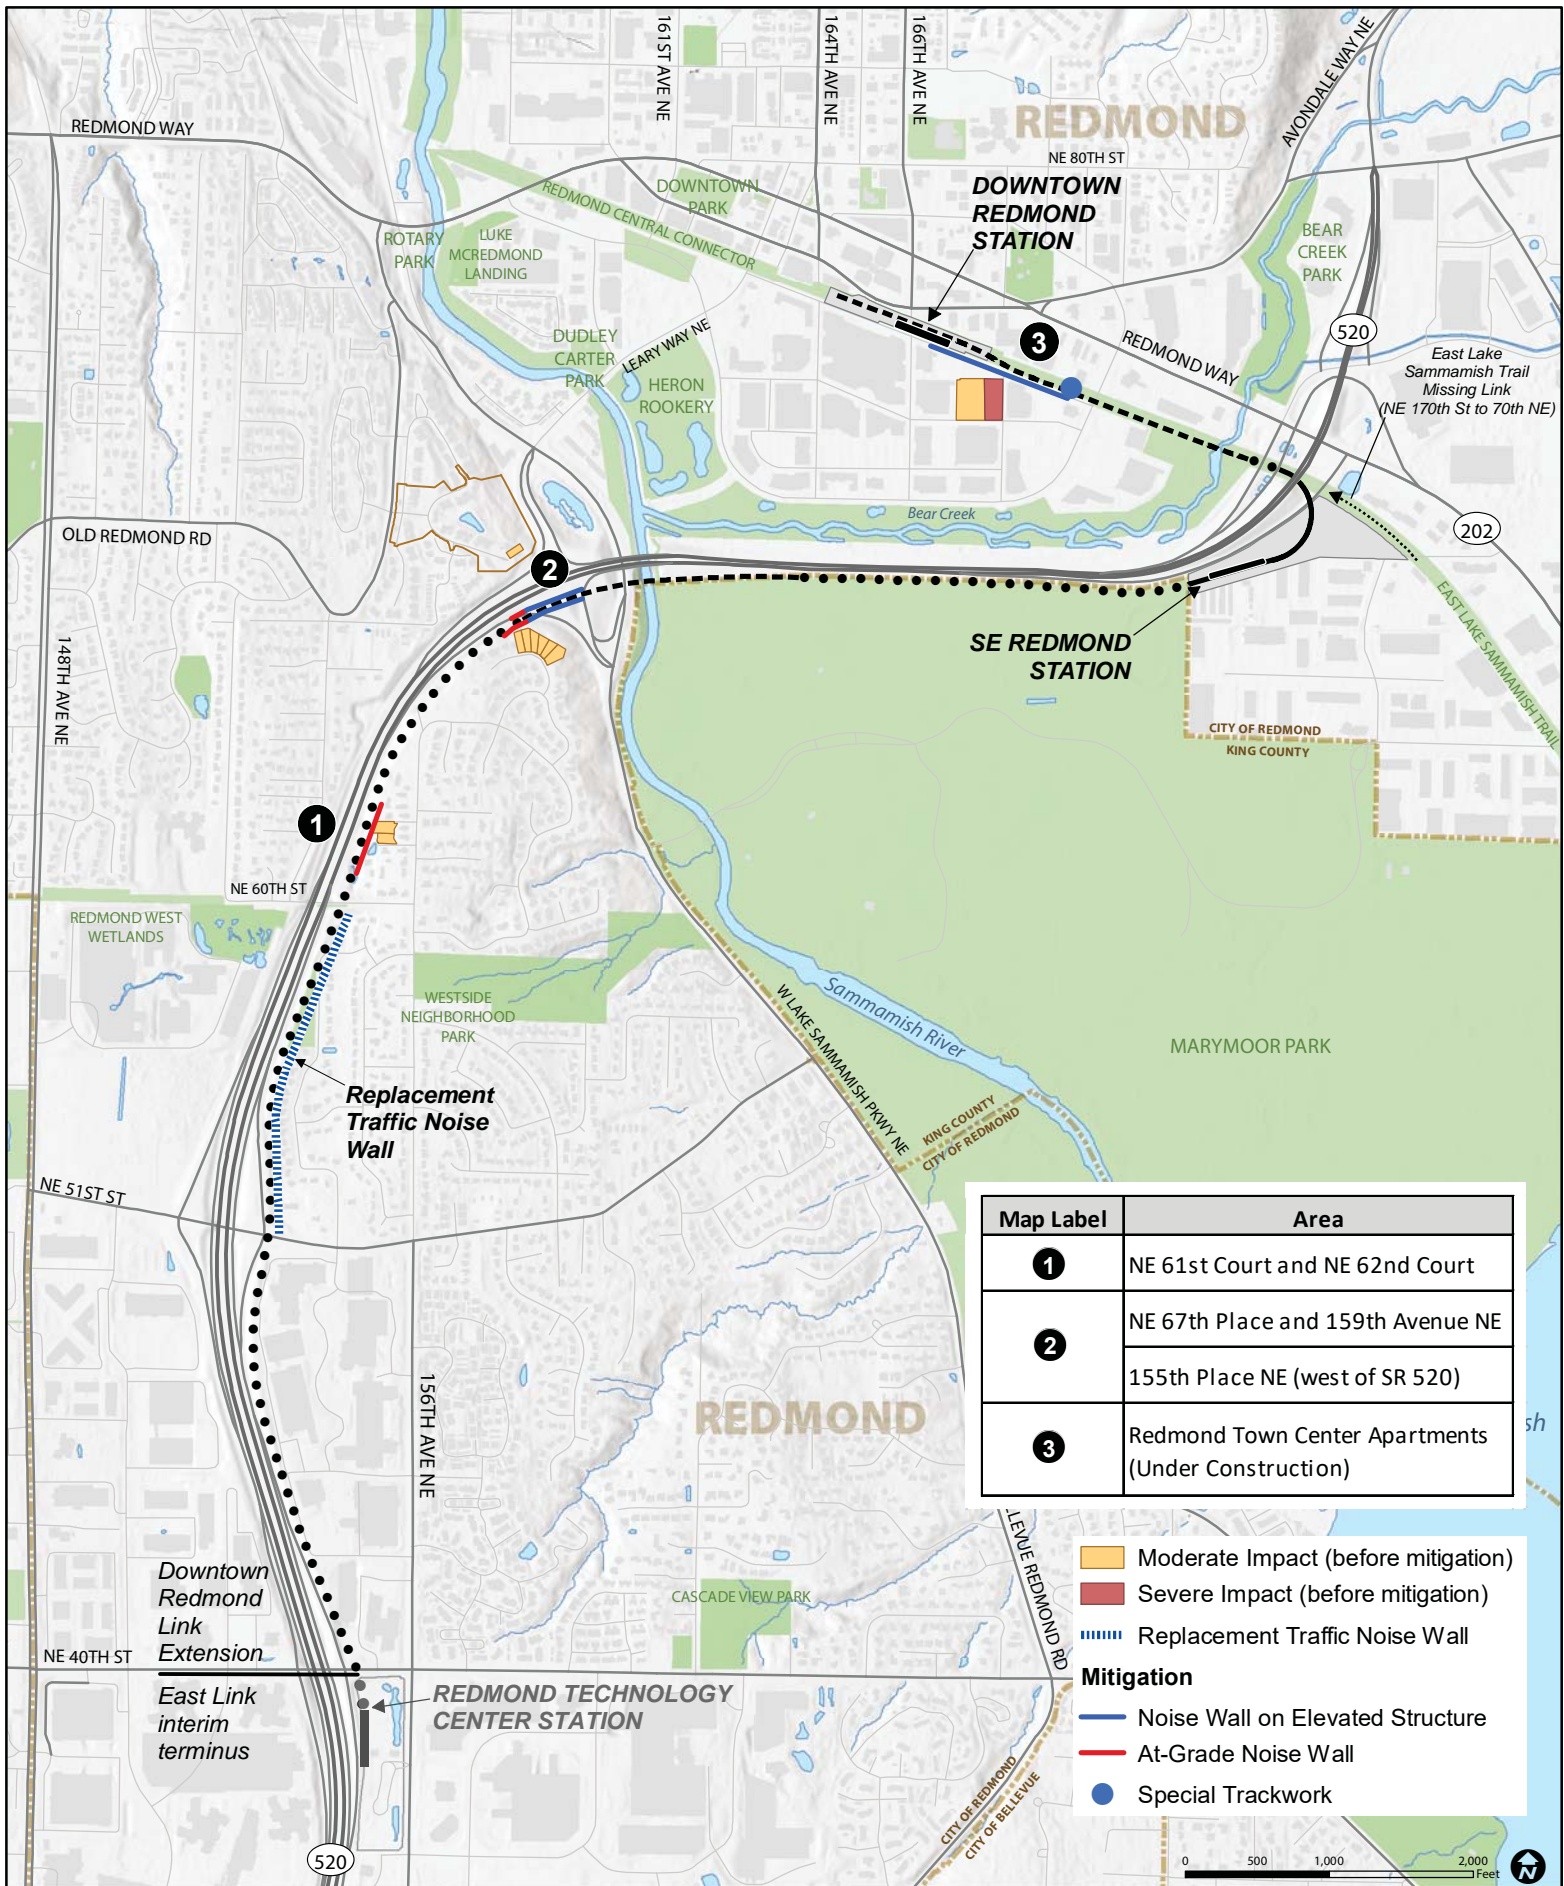 161ST AVE NE
164TH AVE NE
166TH AVE NE
AVONDALE WAY NE
REDMOND WAY
REDMOND
NE 80TH ST
DOWNTOWN
REDMOND
STATION
DOWNTOWN
PARK
REDMOND CENTRAL CONNECTOR
ROTARY
PARK
LUKE
MCREDMOND
LANDING
BEAR
CREEK
PARK
DUDLEY
CARTER
PARK
LEARY WAY NE
HERON
ROOKERY
3
REDMOND WAY
520
East Lake
Sammamish Trail
Missing Link
(NE 170th St to 70th NE)
OLD REDMOND RD
Bear Creek
202
2
EAST LAKE SAMMAMISH TRAIL
SE REDMOND
STATION
148TH AVE NE
CITY OF REDMOND
KING COUNTY
1
NE 60TH ST
REDMOND WEST
WETLANDS
WESTSIDE
NEIGHBORHOOD
PARK
W LAKE SAMMAMISH PKWY NE
Sammamish River
MARYMOOR PARK
Replacement
Traffic Noise
Wall
KING COUNTY
CITY OF REDMOND
NE 51ST ST
Map Label Area
1 NE 61st Court and NE 62nd Court
2 NE 67th Place and 159th Avenue NE
155th Place NE (west of SR 520)
3 Redmond Town Center Apartments
(Under Construction)
156TH AVE NE
REDMOND
sh
LLEVUE REDMOND RD
Downtown
Redmond
Link
Extension
CASCADE VIEW PARK
NE 40TH ST
East Link
interim
terminus
REDMOND TECHNOLOGY
CENTER STATION
Moderate Impact (before mitigation)
Severe Impact (before mitigation)
Replacement Traffic Noise Wall
Mitigation
Noise Wall on Elevated Structure
At-Grade Noise Wall
Special Trackwork
CITY OF REDMOND
CITY OF BELLEVUE
520
0 500 1,000 2,000
Feet
N